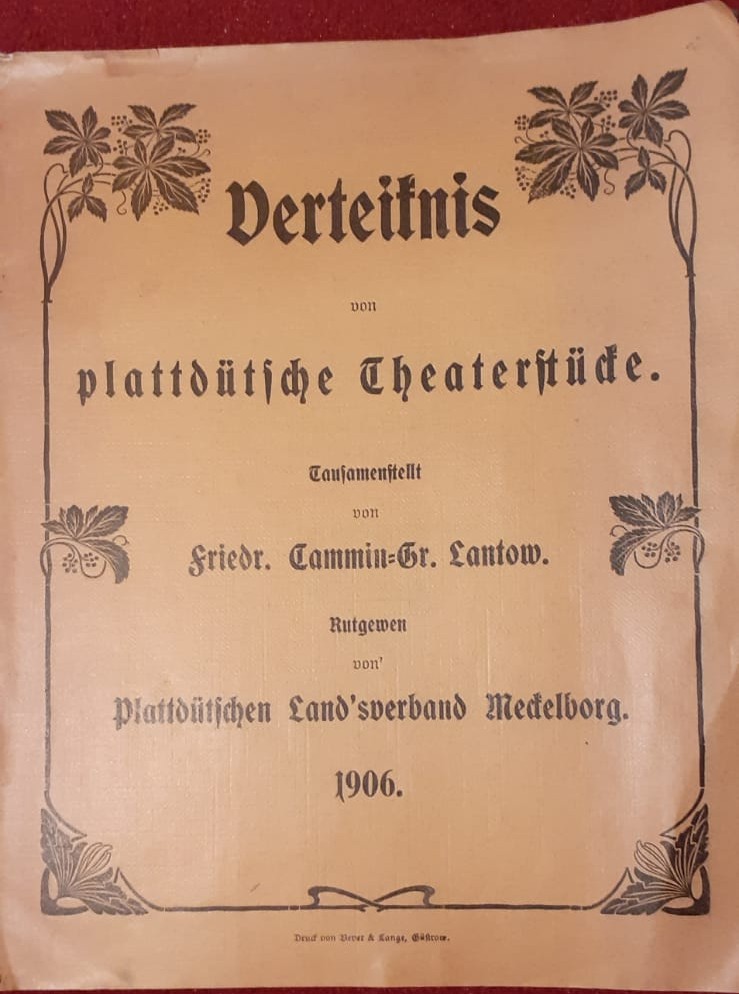 Verteiknis
von
plattdütsche Theaterstücke.
Tausamenstellt
von
Friedr. Cammin-Gr. Lantow.
Rutgewen
von'
Plattdütschen Land'sverband Meckelborg.
1906.
Druck von & Lange, Güstrow.